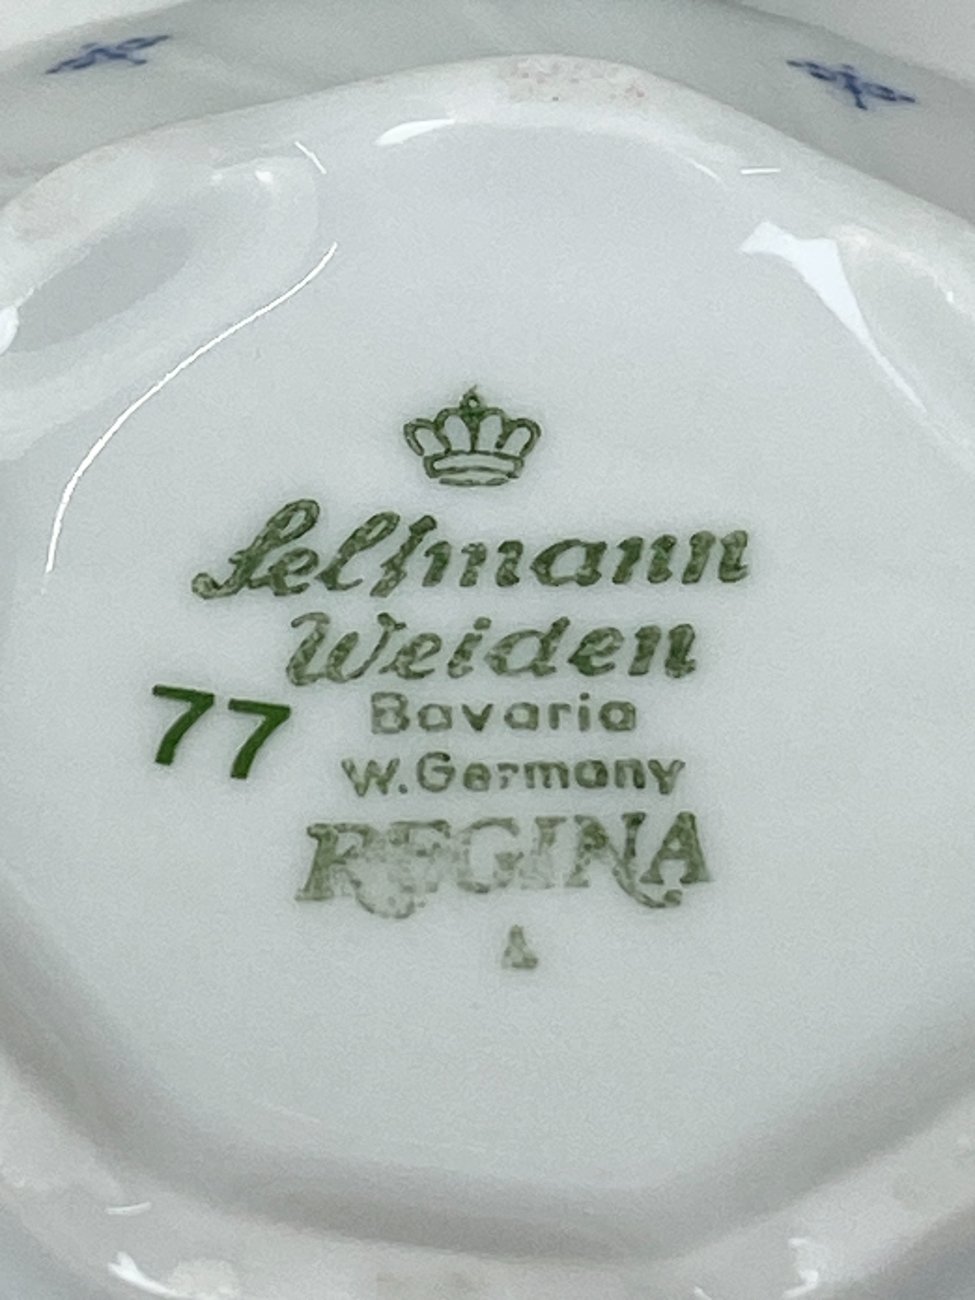 Seltmann
Weiden
77
Bavaria
W.Germany
REGINA